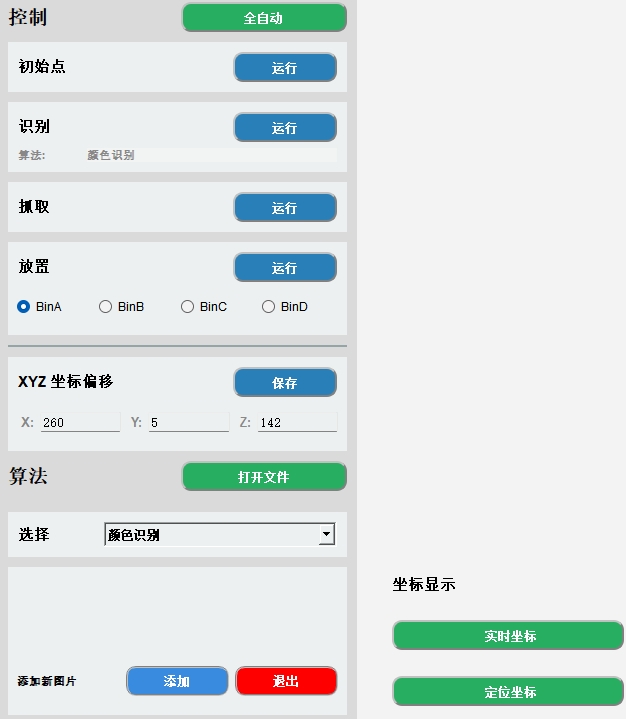 控制 全自动
初始点 运行
识别 运行
算法: 颜色识别
抓取 运行
放置 运行
BinA BinB BinC BinD
XYZ 坐标偏移 保存
X: 260 Y: 5 Z: 142
算法 打开文件
选择 颜色识别
添加新图片 添加 退出
坐标显示
实时坐标
定位坐标